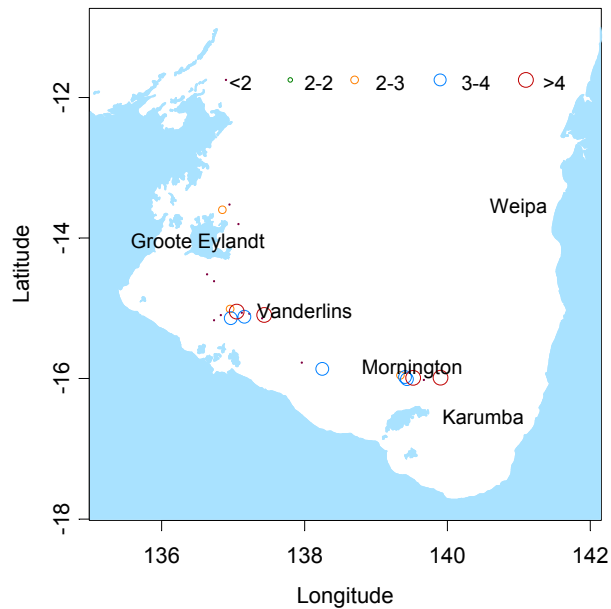 <2 2-2 2-3 3-4 >4
-12
Weipa
-14
Groote Eylandt
Latitude
Vanderlins
Mornington
-16
Karumba
-18
136 138 140 142
Longitude